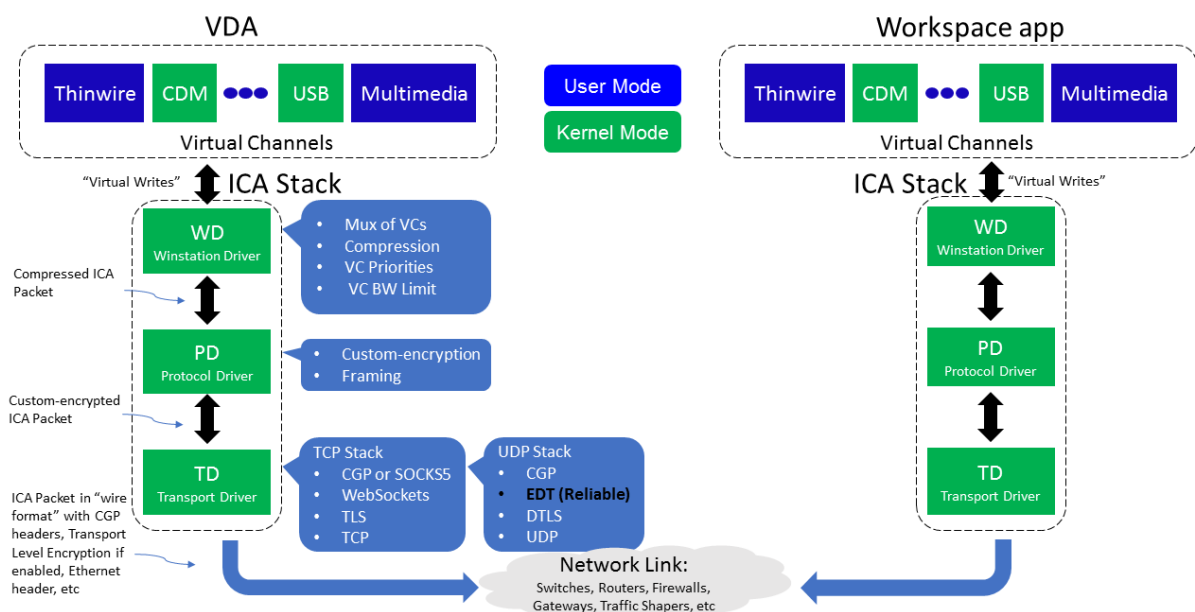 VDA
Thinwire
CDM
USB
Multimedia
Virtual Channels
User Mode
Kernel Mode
Workspace app
Thinwire
CDM
USB
Multimedia
Virtual Channels
“Virtual Writes”
ICA Stack
WD
Winstation Driver
• Mux of VCs
• Compression
• VC Priorities
• VC BW Limit
Compressed ICA
Packet
PD
Protocol Driver
• Custom-encryption
• Framing
Custom-encrypted
ICA Packet
TD
Transport Driver
TCP Stack
• CGP or SOCKS5
• WebSockets
• TLS
• TCP
UDP Stack
• CGP
• EDT (Reliable)
• DTLS
• UDP
ICA Packet in “wire
format” with CGP
headers, Transport
Level Encryption if
enabled, Ethernet
header, etc
Network Link:
Switches, Routers, Firewalls,
Gateways, Traffic Shapers, etc
ICA Stack
“Virtual Writes”
WD
Winstation Driver
PD
Protocol Driver
TD
Transport Driver